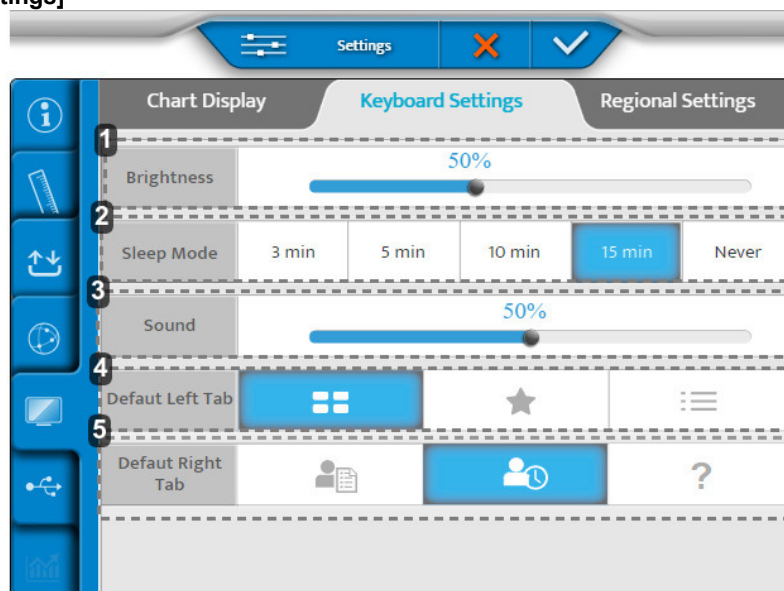 tings]
Settings
Chart Display Keyboard Settings Regional Settings
1
50%
Brightness
2
Sleep Mode 3 min 5 min 10 min 15 min Never
3
50%
Sound
4
Defaut Left Tab
5
Defaut Right
Tab
?